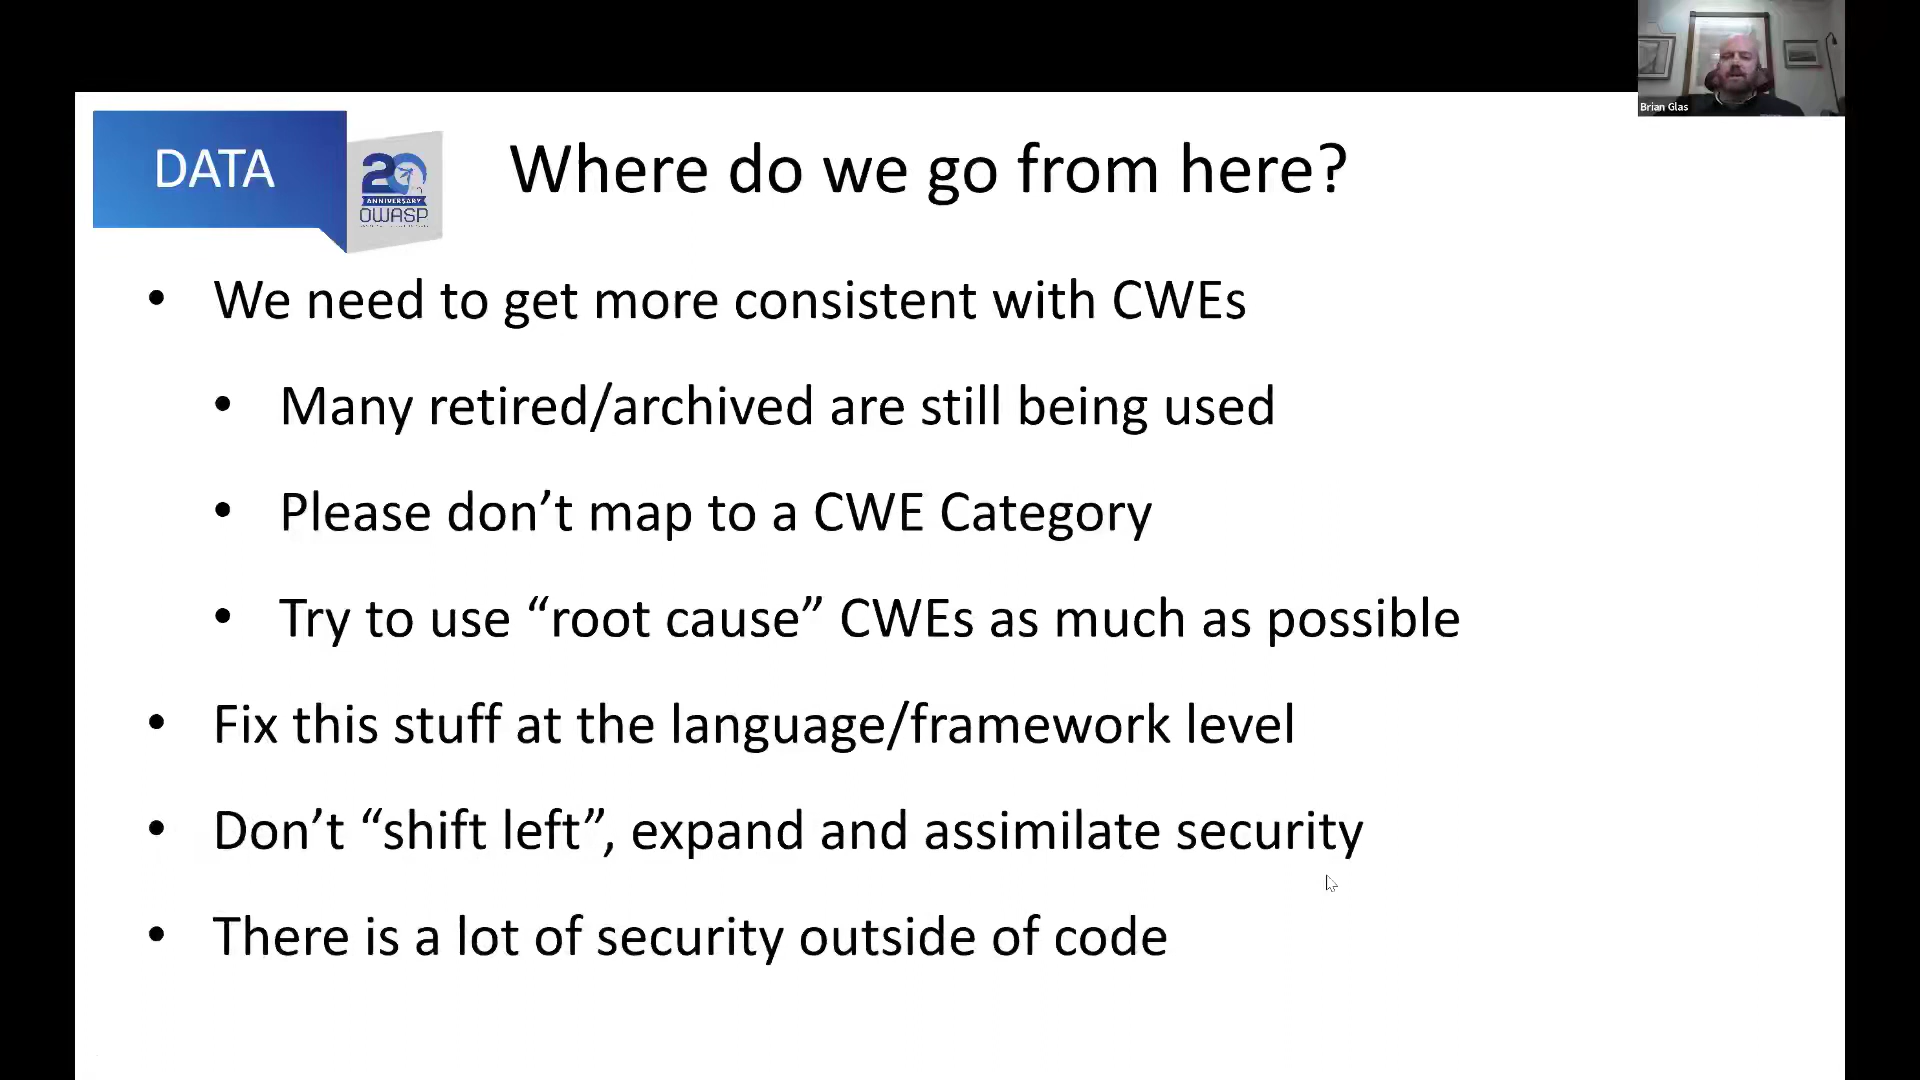 Brian Glas
DATA
20
th
ANNIVERSARY
OWASP
Where do we go from here?
• We need to get more consistent with CWEs
• Many retired/archived are still being used
• Please don’t map to a CWE Category
• Try to use “root cause” CWEs as much as possible
• Fix this stuff at the language/framework level
• Don’t “shift left”, expand and assimilate security
• There is a lot of security outside of code